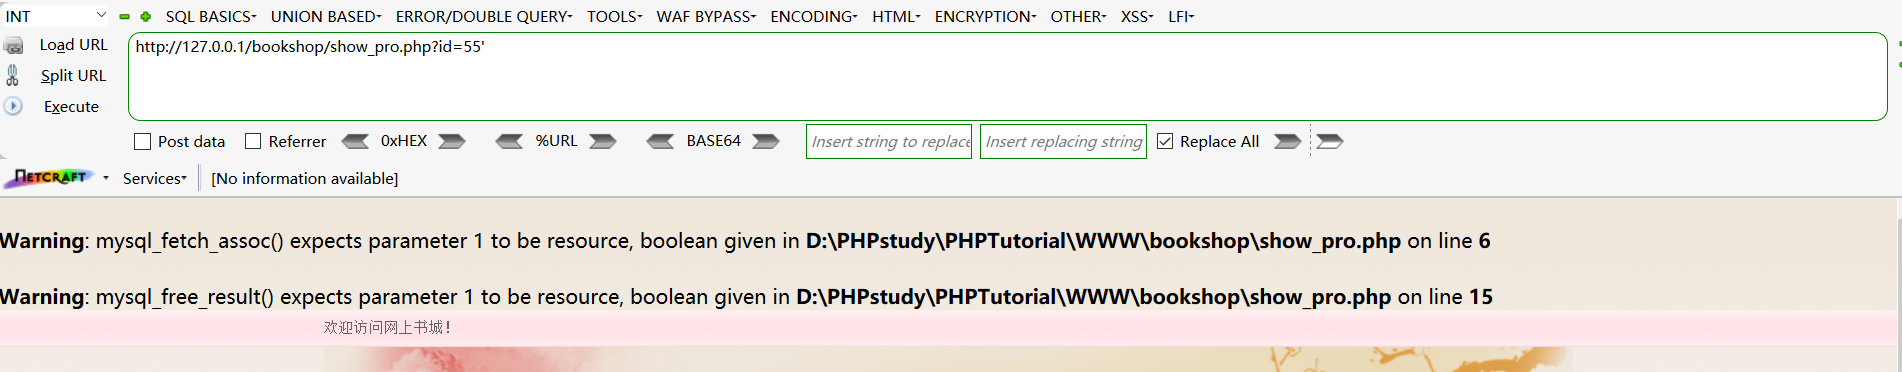 INT SQL BASICS UNION BASED ERROR/DOUBLE QUERY TOOLS WAF BYPASS ENCODING HTML ENCRYPTION OTHER XSS LFI
Load URL http://127.0.0.1/bookshop/show_pro.php?id=55'
Split URL
Execute
Post data Referrer 0xHEX %URL BASE64 Insert string to replace Insert replacing string Replace All
NETCRAFT Services [No information available]
Warning: mysql_fetch_assoc() expects parameter 1 to be resource, boolean given in D:\PHPstudy\PHPTutorial\WWW\bookshop\show_pro.php on line 6
Warning: mysql_free_result() expects parameter 1 to be resource, boolean given in D:\PHPstudy\PHPTutorial\WWW\bookshop\show_pro.php on line 15
欢迎访问网上书城!